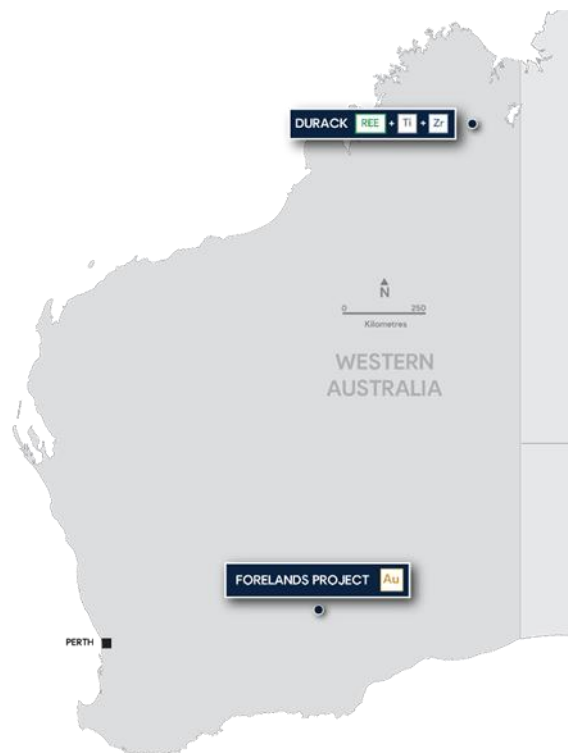 DURACK REE + Ti + Zr
N
0 250
Kilometres
WESTERN
AUSTRALIA
FORELANDS PROJECT Au
PERTH